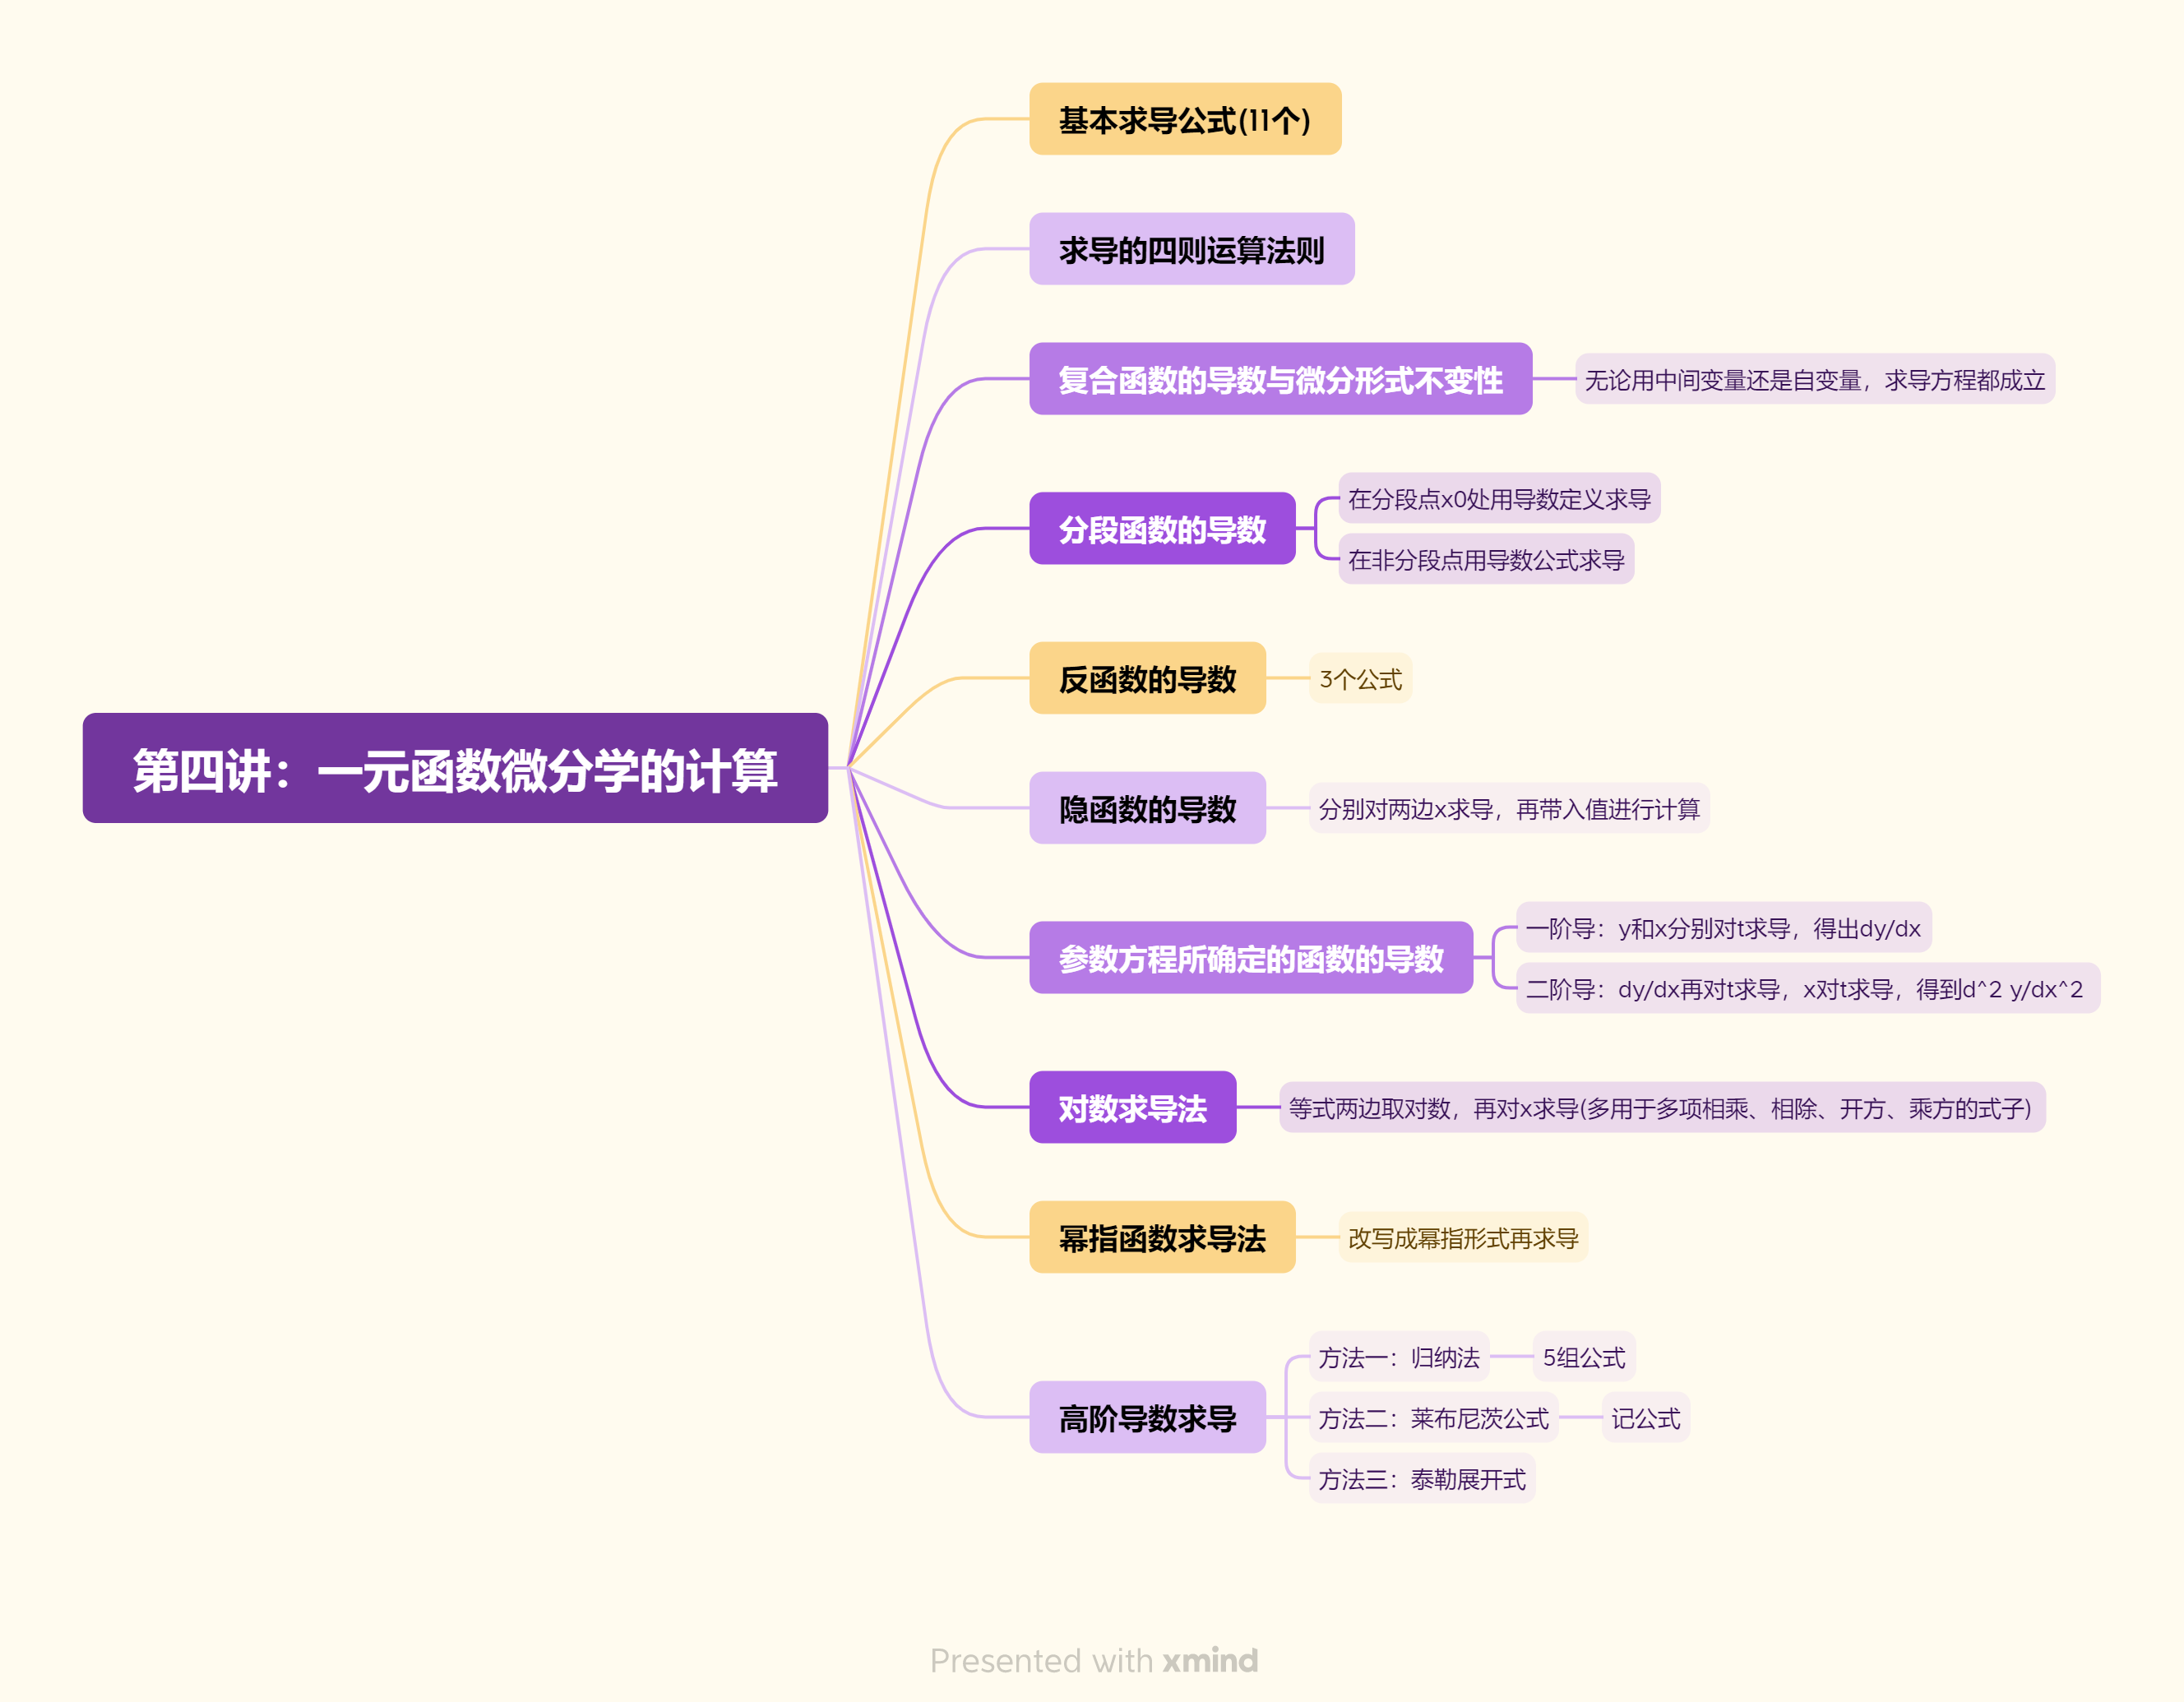 基本求导公式(11个)
求导的四则运算法则
复合函数的导数与微分形式不变性
无论用中间变量还是自变量，求导方程都成立
分段函数的导数
在分段点x0处用导数定义求导
在非分段点用导数公式求导
反函数的导数
3个公式
第四讲：一元函数微分学的计算
隐函数的导数
分别对两边x求导，再带入值进行计算
参数方程所确定的函数的导数
一阶导：y和x分别对t求导，得出dy/dx
二阶导：dy/dx再对t求导，x对t求导，得到d^2 y/dx^2
对数求导法
等式两边取对数，再对x求导(多用于多项相乘、相除、开方、乘方的式子)
幂指函数求导法
改写成幂指形式再求导
高阶导数求导
方法一：归纳法
5组公式
方法二：莱布尼茨公式
记公式
方法三：泰勒展开式
Presented with xmind